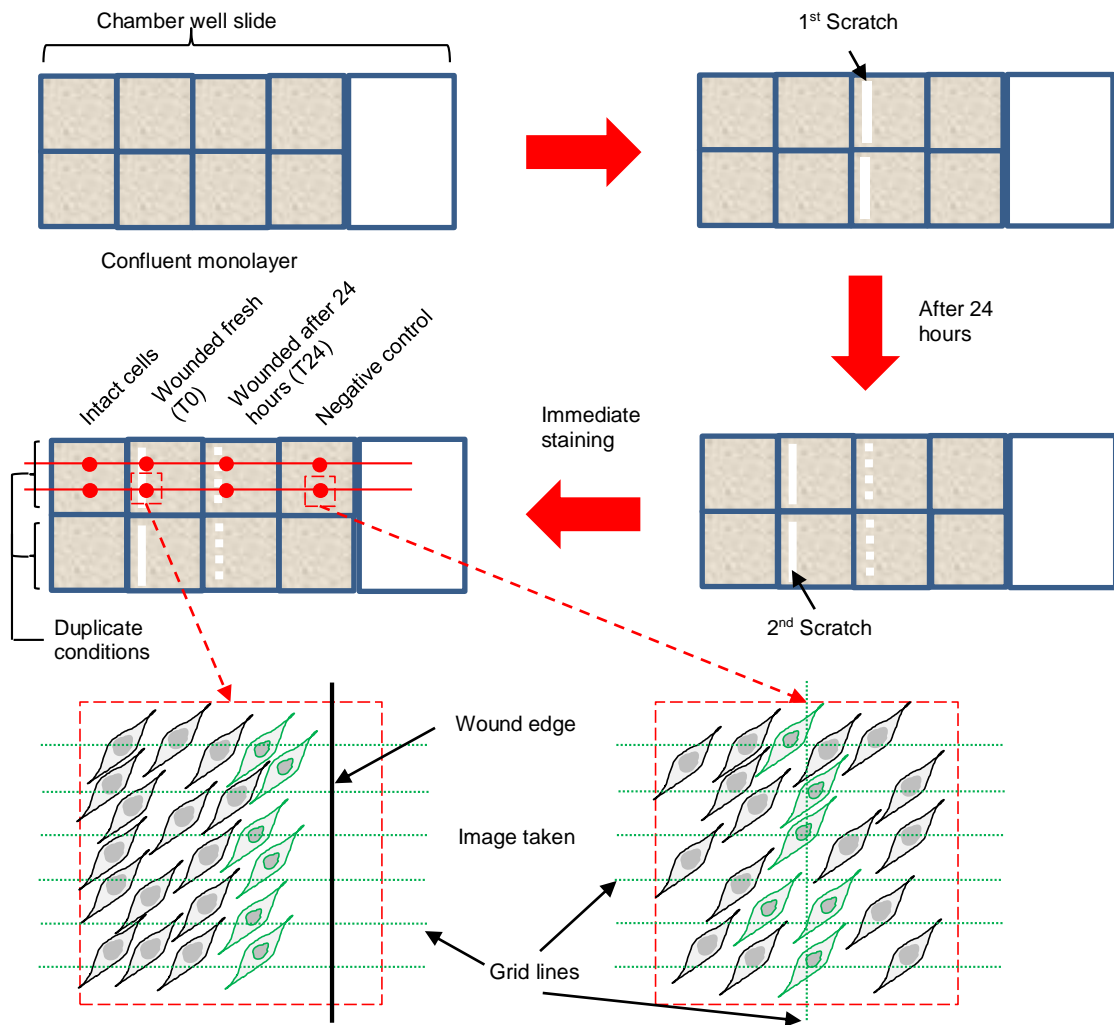 Chamber well slide
1st Scratch
Confluent monolayer
After 24
hours
Intact cells
Wounded fresh
(T0)
Wounded after 24
hours (T24)
Negative control
Immediate
staining
Duplicate
conditions
2nd Scratch
Wound edge
Image taken
Grid lines